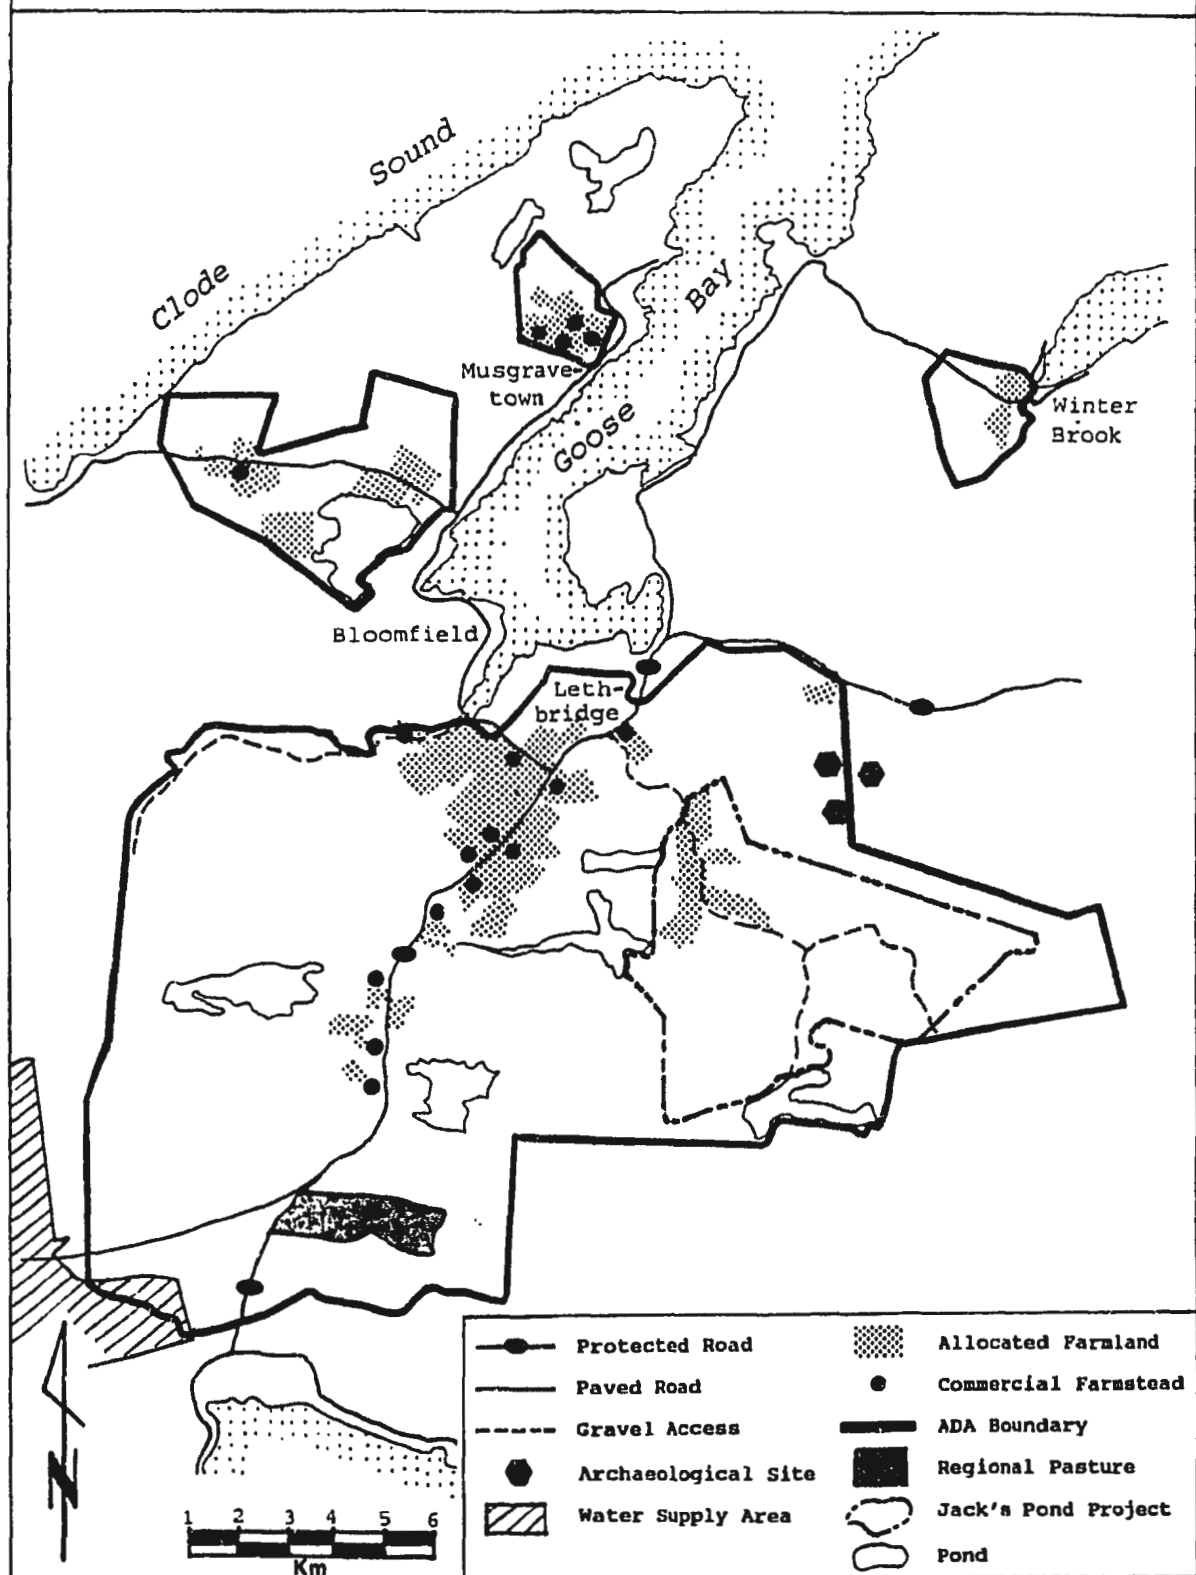 Clode Sound
Goose Bay
Musgrave-
town
Winter
Brook
Bloomfield
Leth-
bridge
Protected Road
Paved Road
Gravel Access
Archaeological Site
Water Supply Area
Allocated Farmland
Commercial Farmstead
ADA Boundary
Regional Pasture
Jack's Pond Project
Pond
N
1 2 3 4 5 6
Km